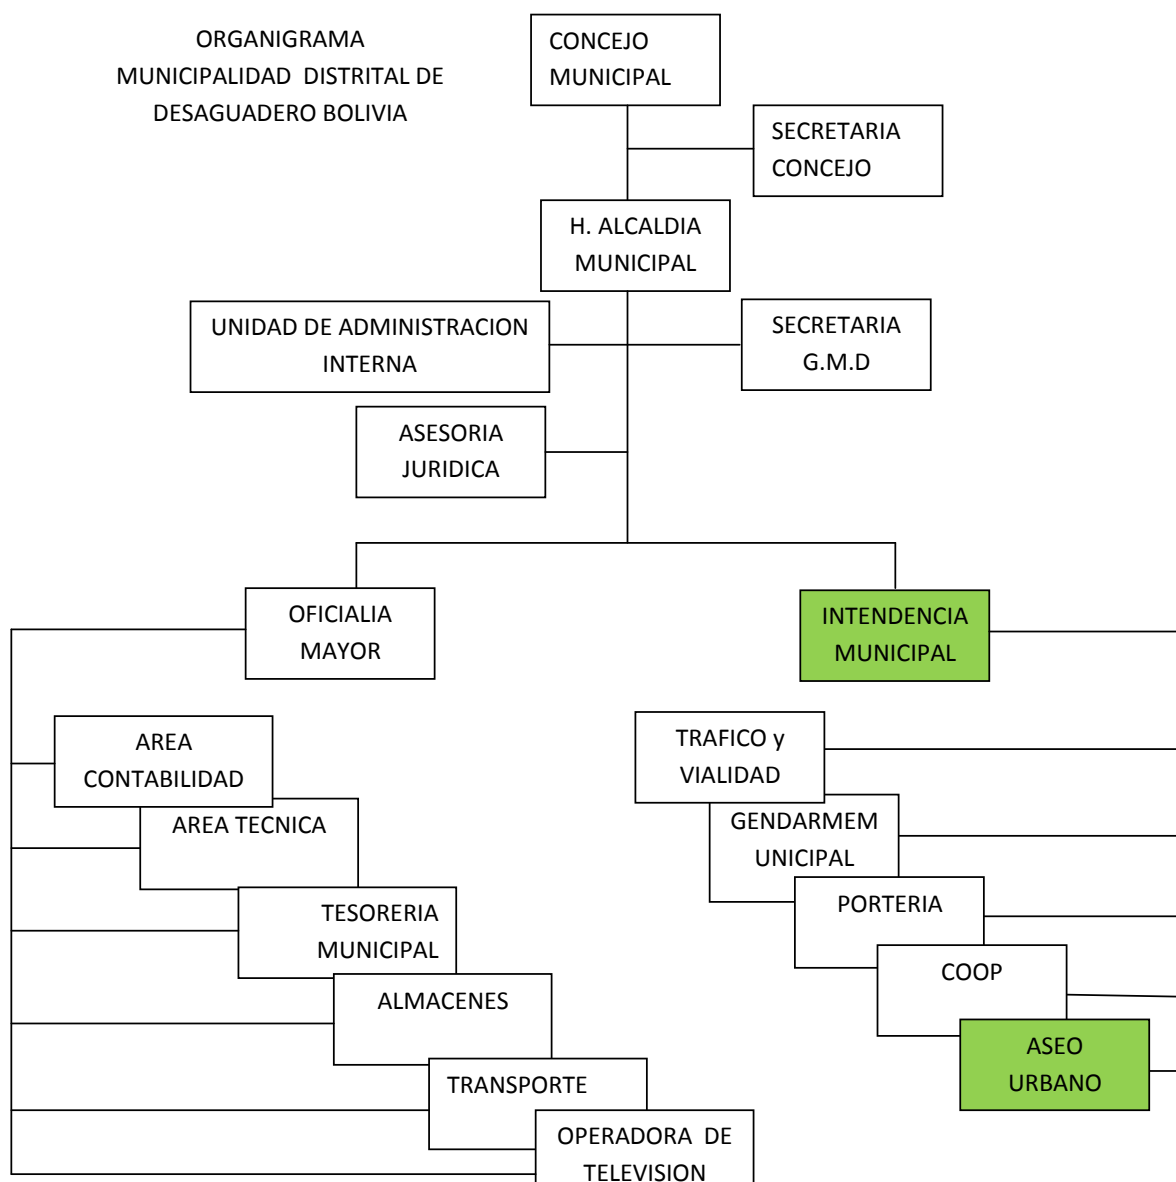 ORGANIGRAMA
MUNICIPALIDAD DISTRITAL DE
DESAGUADERO BOLIVIA
CONCEJO
MUNICIPAL
SECRETARIA
CONCEJO
H. ALCALDIA
MUNICIPAL
UNIDAD DE ADMINISTRACION
INTERNA
SECRETARIA
G.M.D
ASESORIA
JURIDICA
OFICIALIA
MAYOR
INTENDENCIA
MUNICIPAL
AREA
CONTABILIDAD
AREA TECNICA
TESORERIA
MUNICIPAL
ALMACENES
TRANSPORTE
OPERADORA DE
TELEVISION
TRAFICO y
VIALIDAD
GENDARMEM
UNICIPAL
PORTERIA
COOP
ASEO
URBANO